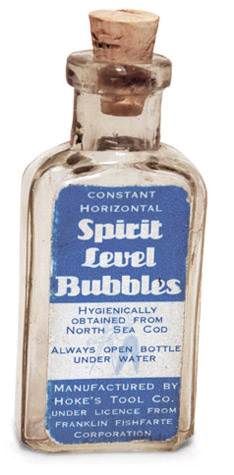 CONSTANT
HORIZONTAL
Spirit
Level
Bubbles
HYGIENICALLY
OBTAINED FROM
NORTH SEA COD
ALWAYS OPEN BOTTLE
UNDER WATER
MANUFACTURED BY
HOKE'S TOOL CO.
UNDER LICENCE FROM
FRANKLIN FISHFARTE
CORPORATION